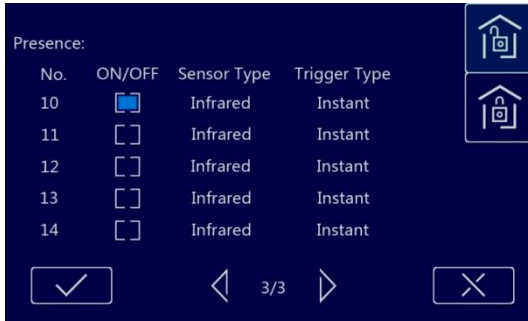 Presence:
No. ON/OFF Sensor Type Trigger Type
10 Infrared Instant
11 Infrared Instant
12 Infrared Instant
13 Infrared Instant
14 Infrared Instant
3/3